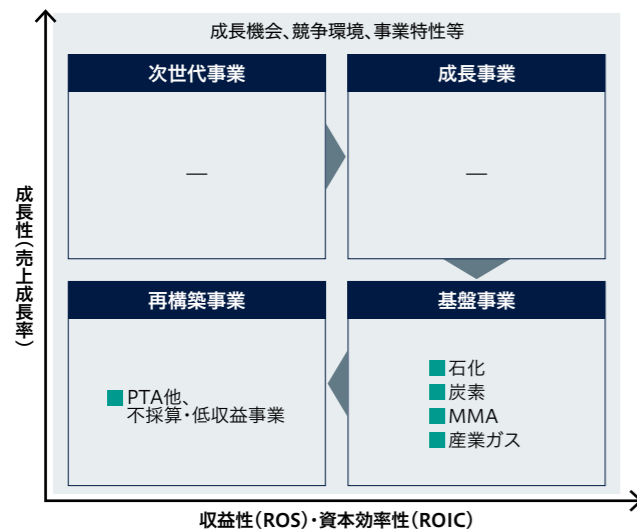 成長機会、競争環境、事業特性等
次世代事業
—
成長事業
—
成長性(売上成長率)
再構築事業
PTA他、
不採算・低収益事業
基盤事業
石化
炭素
MMA
産業ガス
収益性(ROS)・資本効率性(ROIC)